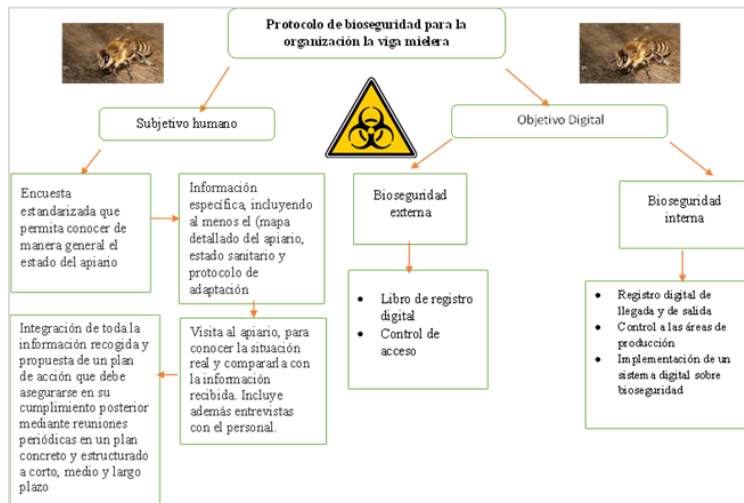 Protocolo de bioseguridad para la
organización la viga mielera
Subjetivo humano
Objetivo Digital
Encuesta
estandarizada que
permita conocer de
manera general el
estado del apiario
Información
específica, incluyendo
al menos el (mapa
detallado del apiario,
estado sanitario y
protocolo de
adaptación
Bioseguridad
externa
Bioseguridad
interna
Integración de toda la
información recogida y
propuesta de un plan
de acción que debe
asegurarse en su
cumplimiento posterior
mediante reuniones
periódicas en un plan
concreto y estructurado
a corto, medio y largo
plazo
Visita al apiario, para
conocer la situación
real y compararla con
la información
recibida. Incluye
además entrevistas
con el personal.
• Libro de registro
digital
• Control de
acceso
• Registro digital de
llegada y de salida
• Control a las áreas de
producción
• Implementación de un
sistema digital sobre
bioseguridad